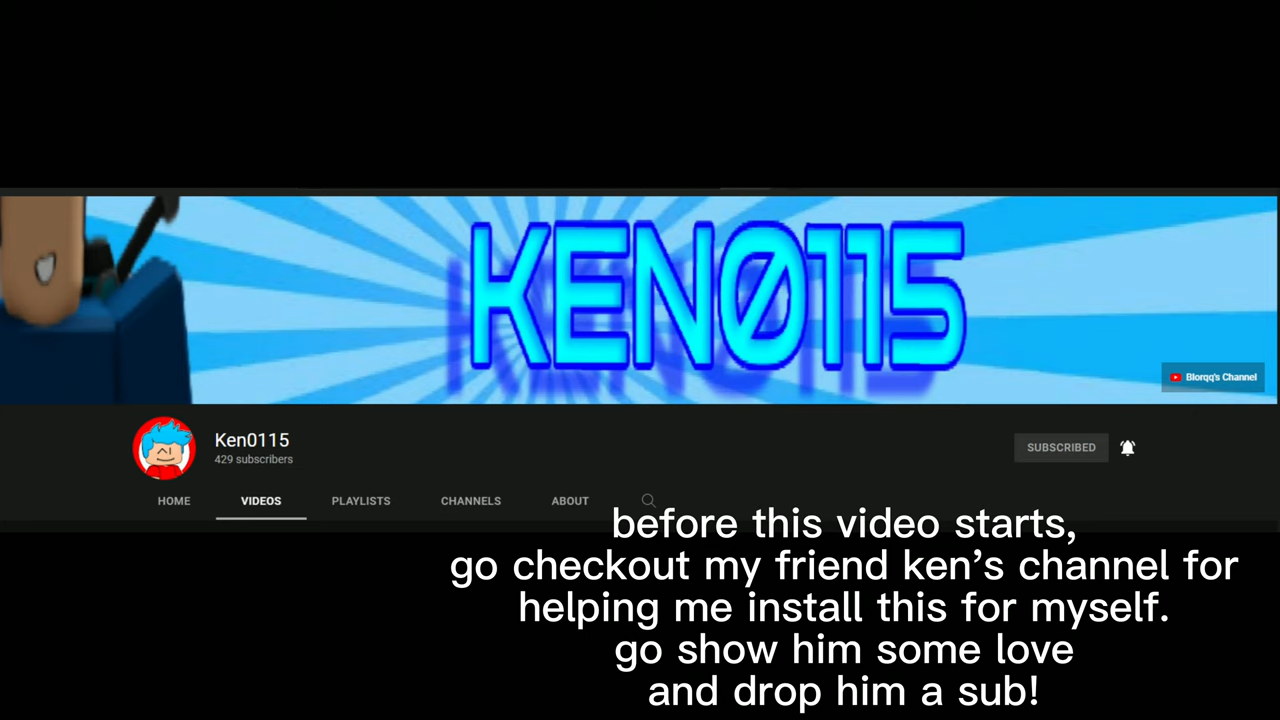 KEN0115
Blorqq's Channel
Ken0115
429 subscribers
SUBSCRIBED
HOME VIDEOS PLAYLISTS CHANNELS ABOUT
before this video starts,
go checkout my friend ken’s channel for
helping me install this for myself.
go show him some love
and drop him a sub!